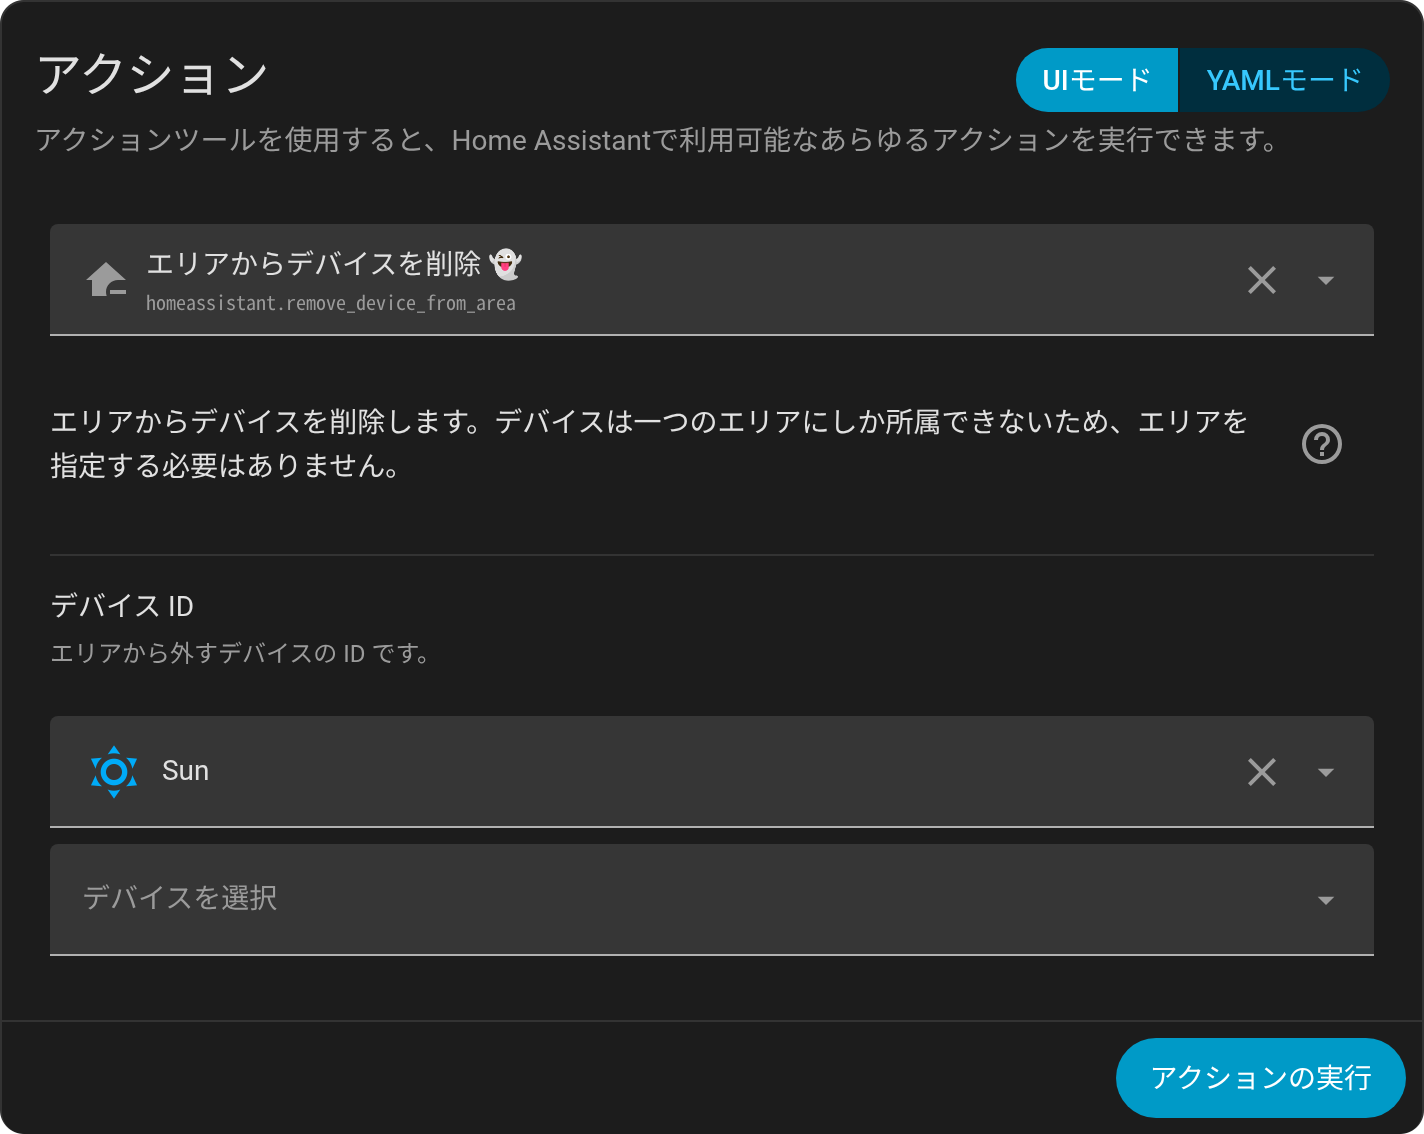 アクション
UIモード
YAMLモード
アクションツールを使用すると、Home Assistantで利用可能なあらゆるアクションを実行できます。
エリアからデバイスを削除 👻
homeassistant.remove_device_from_area
エリアからデバイスを削除します。デバイスは一つのエリアにしか所属できないため、エリアを
指定する必要はありません。
デバイス ID
エリアから外すデバイスの ID です。
Sun
デバイスを選択
アクションの実行